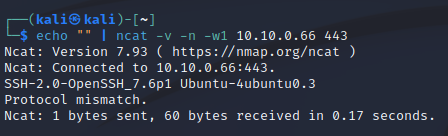 ┌──(kali㉿kali)-[~]
└─$ echo "" | ncat -v -n -w1 10.10.0.66 443
Ncat: Version 7.93 ( https://nmap.org/ncat )
Ncat: Connected to 10.10.0.66:443.
SSH-2.0-OpenSSH_7.6p1 Ubuntu-4ubuntu0.3
Protocol mismatch.
Ncat: 1 bytes sent, 60 bytes received in 0.17 seconds.